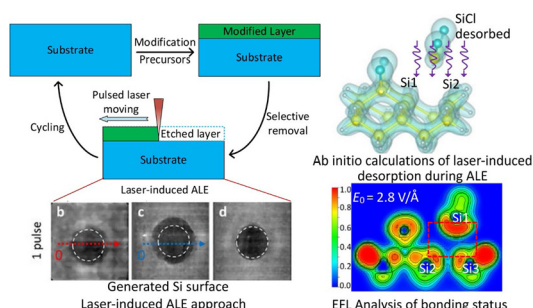 Substrate
Modification
Precursors
Modified Layer
Substrate
Pulsed laser
moving
Cycling
Etched layer
Selective
removal
Substrate
Laser-induced ALE
1 pulse
b
c
d
Generated Si surface
Laser-induced ALE approach
SiCl
desorbed
Si1
Si2
Ab initio calculations of laser-induced
desorption during ALE
1.0
0.8
0.6
0.4
0.2
0.0
E₀ = 2.8 V/Å
Si1
Si2
Si3
EFL Analysis of bonding status